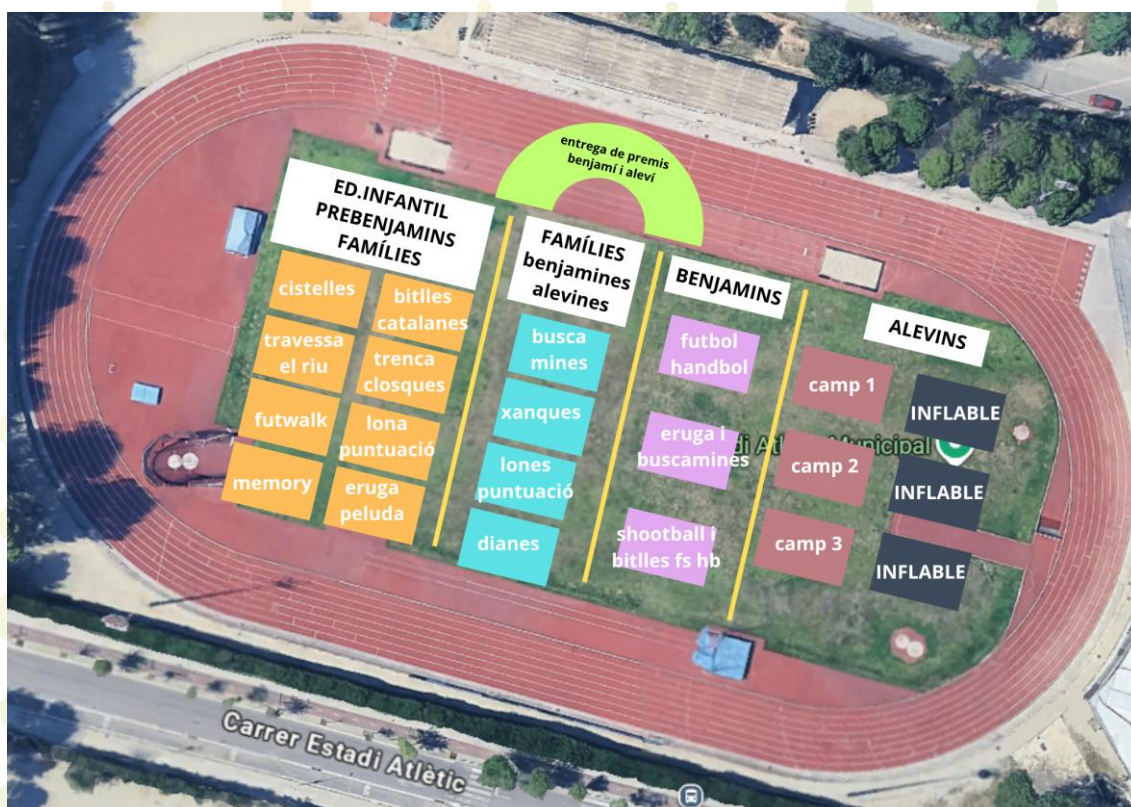 entrega de premis
benjamí i aleví
ED.INFANTIL
PREBENJAMINS
FAMÍLIES
cistelles
bitlles
catalanes
travessa
el riu
trenca
closques
futwalk
lona
puntuació
memory
eruga
peluda
FAMÍLIES
benjamines
alevines
busca
mines
xanques
lones
puntuació
dianes
BENJAMINS
futbol
handbol
eruga i
buscamines
shootball i
bitlles fs hb
ALEVINS
camp 1
INFLABLE
camp 2
INFLABLE
camp 3
INFLABLE
Municipal
Carrer Estadi Atlètic